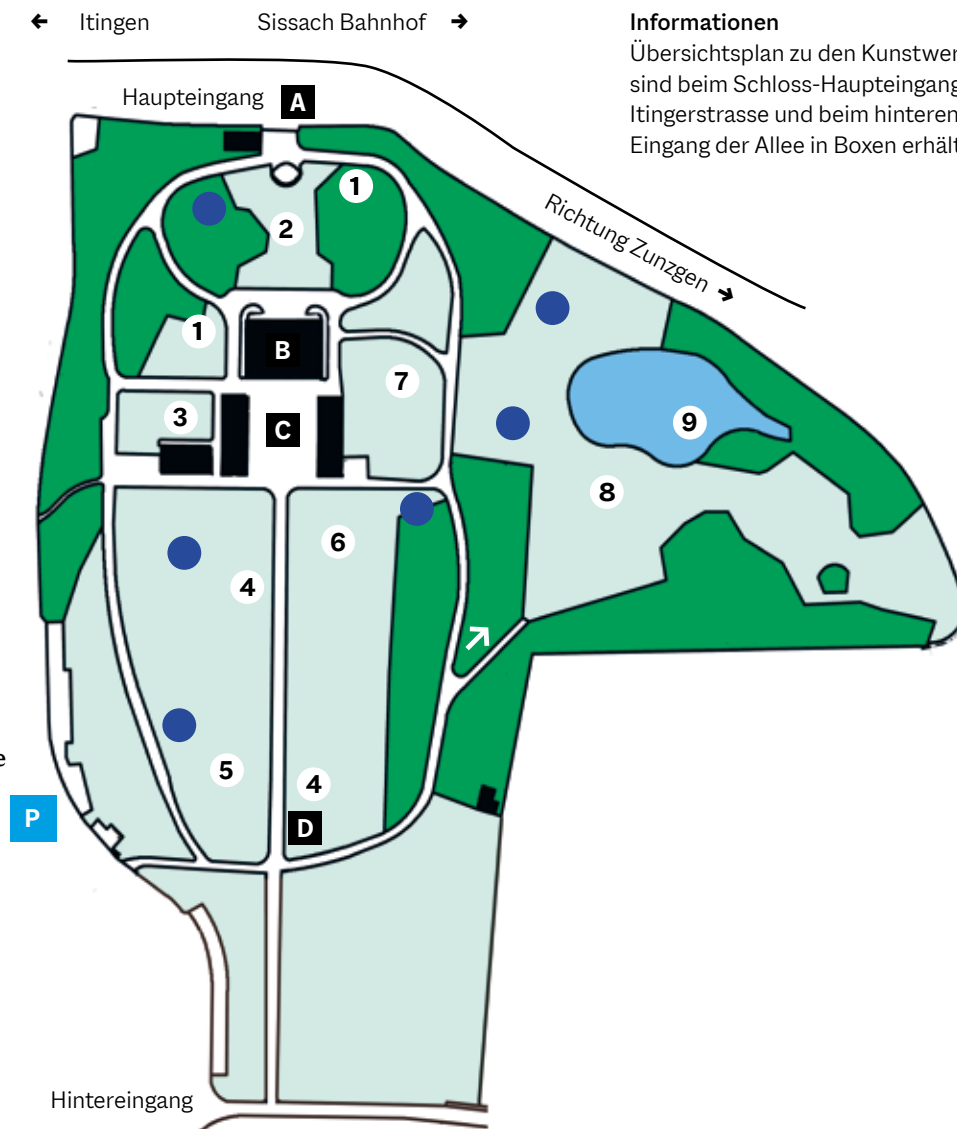 ← Itingen Sissach Bahnhof →
Informationen
Übersichtsplan zu den Kunstwer
sind beim Schloss-Haupteingang
Itingerstrasse und beim hinteren
Eingang der Allee in Boxen erhält
Haupteingang A
1
2
Richtung Zunzgen →
1
B
7
3
C
9
8
6
4
5
4
e
P
D
Hintereingang